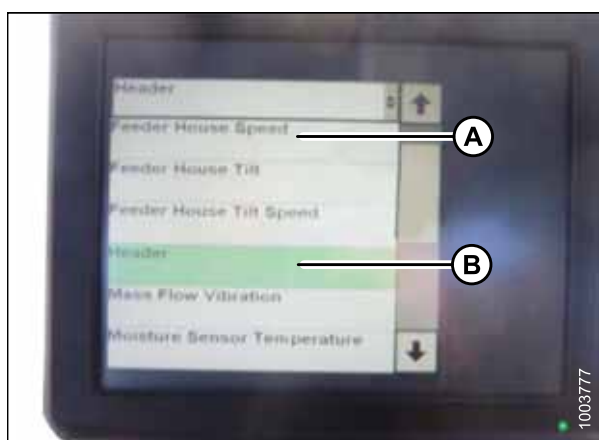 Header
Feeder House Speed
A
Feeder House Tilt
Feeder House Tilt Speed
Header
B
Mass Flow Vibration
Moisture Sensor Temperature
1003777